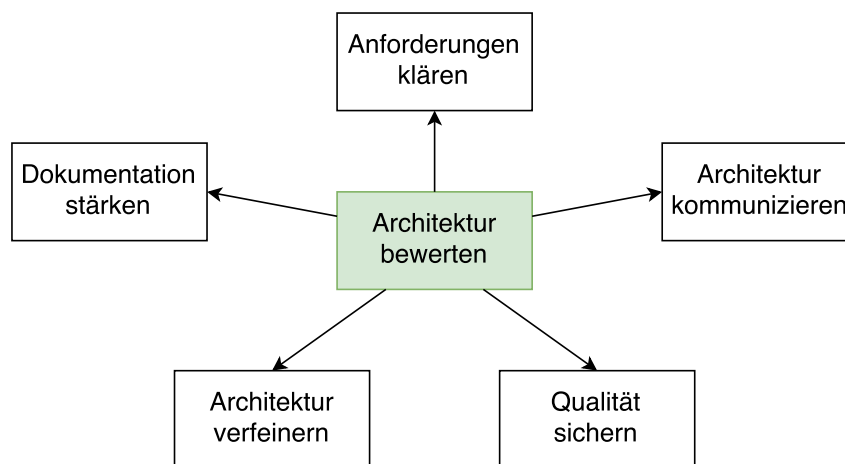 Anforderungen
klären
Dokumentation
stärken
Architektur
kommunizieren
Architektur
bewerten
Architektur
verfeinern
Qualität
sichern